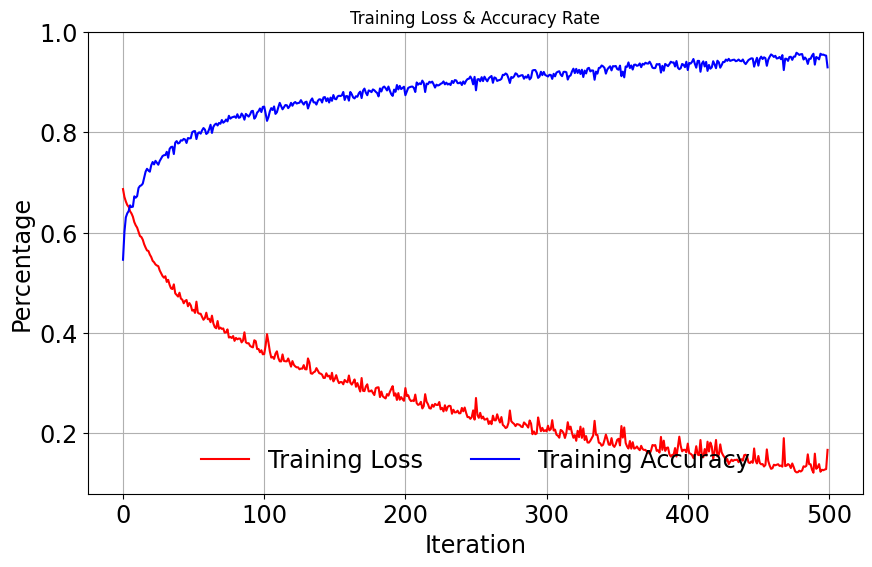 Training Loss & Accuracy Rate
1.0
0.8
0.6
0.4
0.2
Percentage
Training Loss
Training Accuracy
0 100 200 300 400 500
Iteration